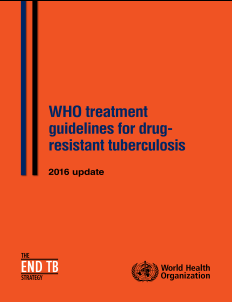 WHO treatment
guidelines for drug-
resistant tuberculosis
2016 update
THE
END TB
STRATEGY
World Health
Organization